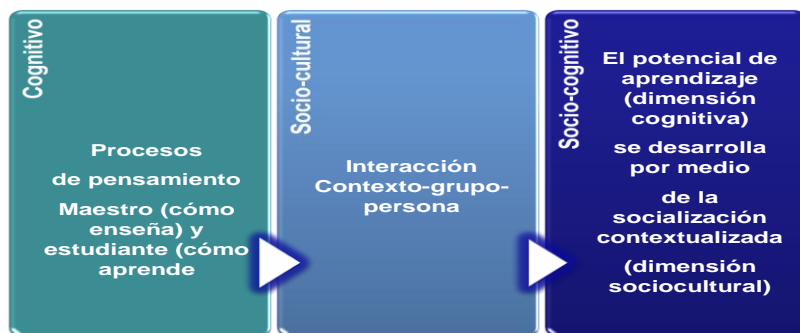 Cognitivo
Procesos
de pensamiento
Maestro (cómo
enseña) y
estudiante (cómo
aprende
Socio-cultural
Interacción
Contexto-grupo-
persona
Socio-cognitivo
El potencial de
aprendizaje
(dimensión
cognitiva)
se desarrolla
por medio
de la
socialización
contextualizada
(dimensión
sociocultural)